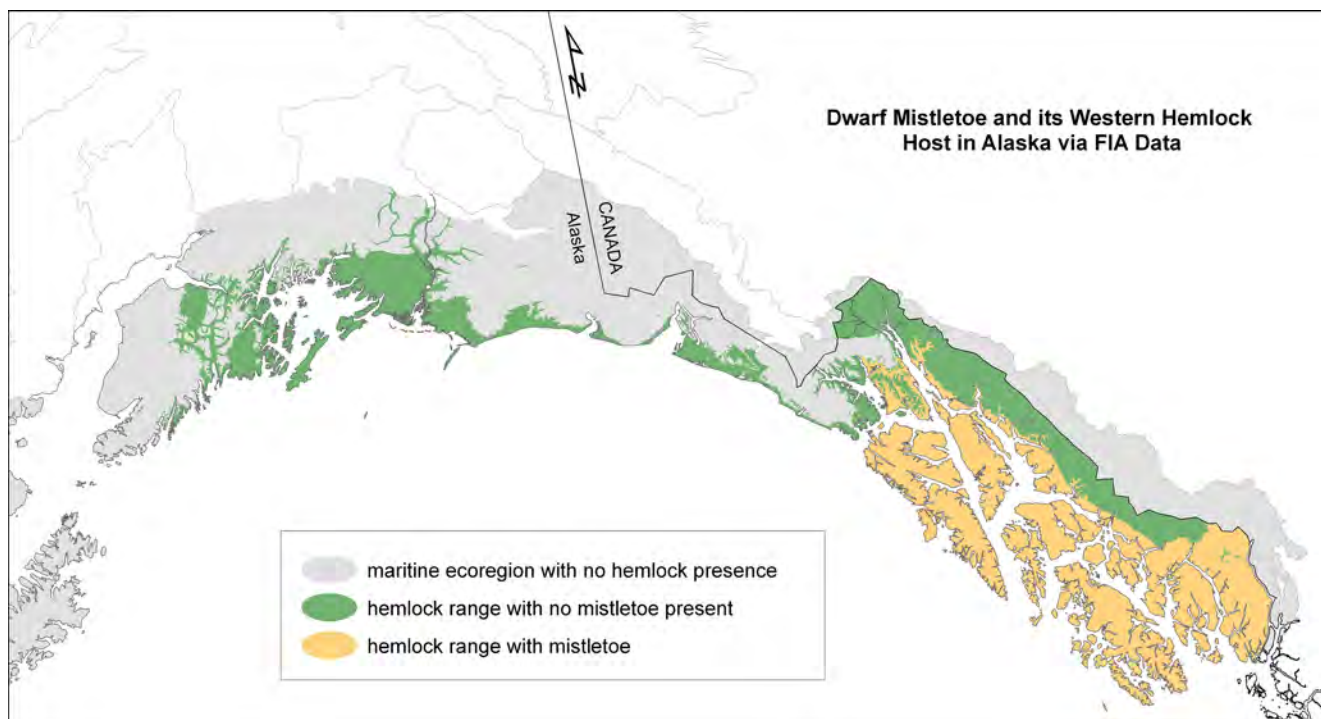 N
Dwarf Mistletoe and its Western Hemlock
Host in Alaska via FIA Data
CANADA
Alaska
maritine ecoregion with no hemlock presence
hemlock range with no mistletoe present
hemlock range with mistletoe